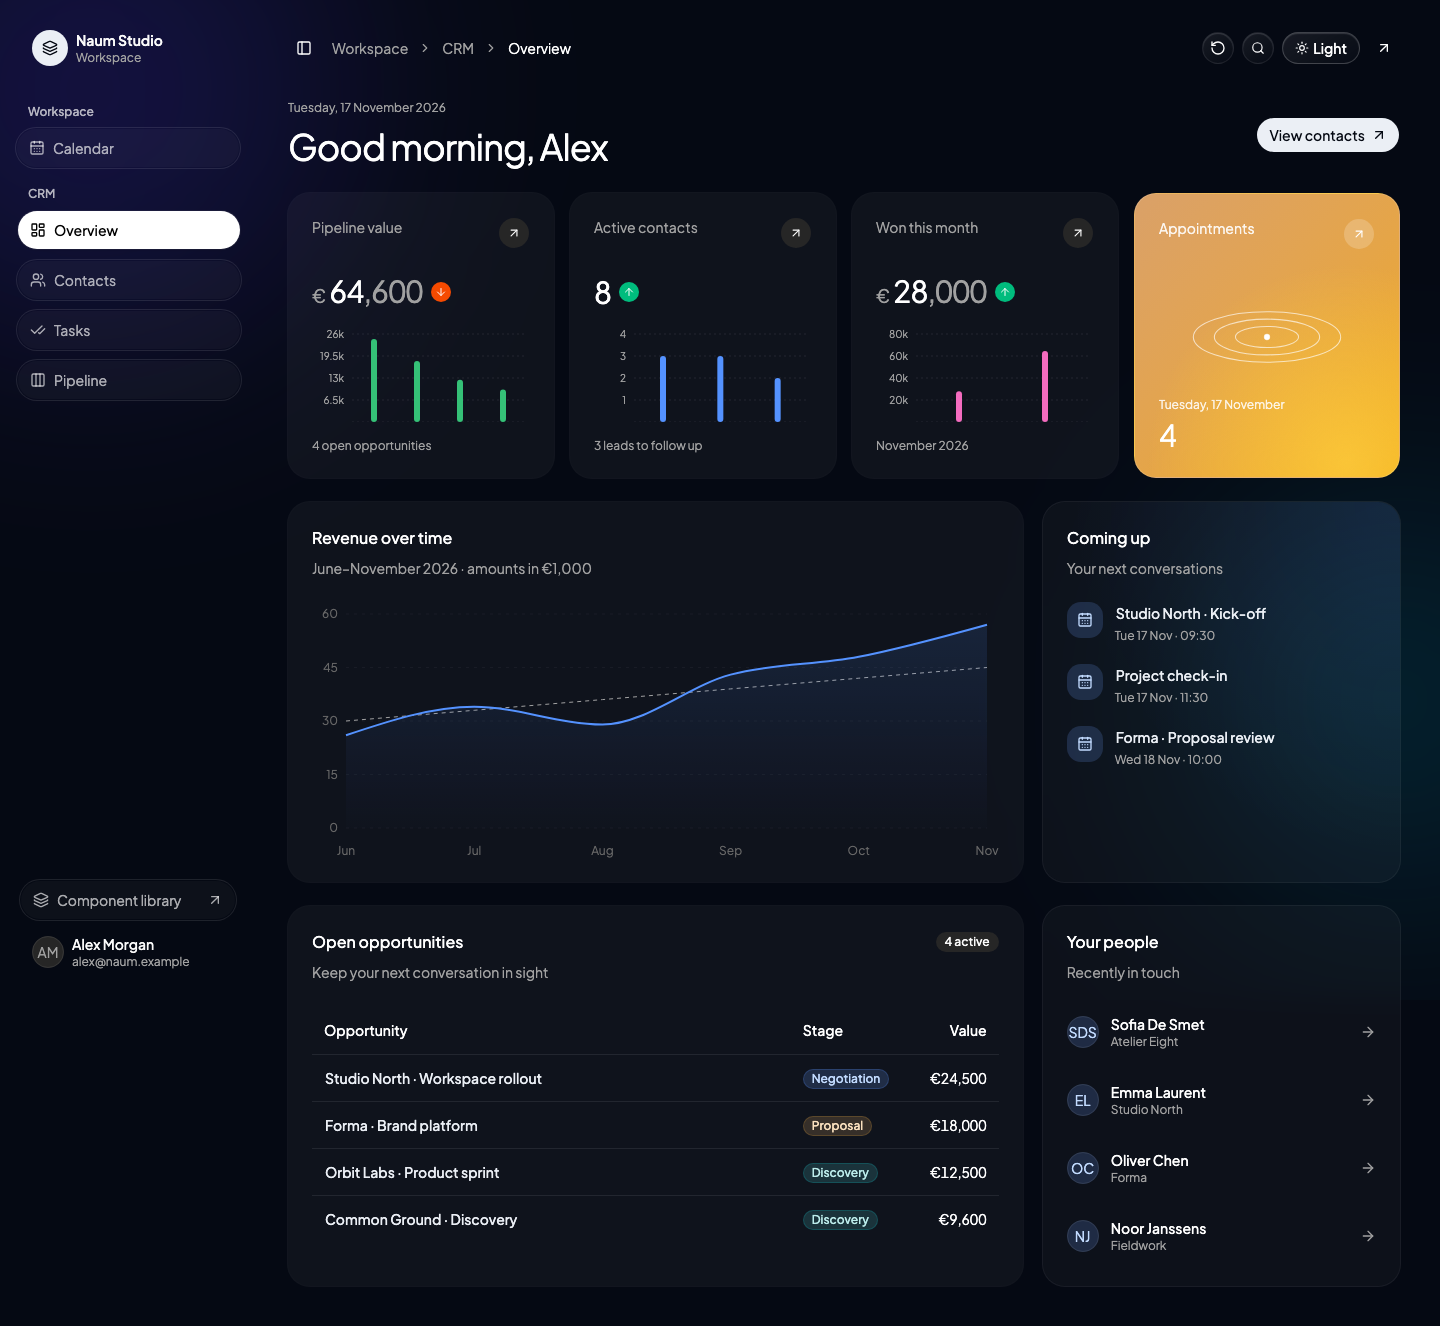 Naum Studio
Workspace
Workspace
Calendar
CRM
Overview
Contacts
Tasks
Pipeline
Component library
AM
Alex Morgan
alex@naum.example
Workspace > CRM > Overview
Light
Tuesday, 17 November 2026
Good morning, Alex
View contacts
Pipeline value
€ 64,600
26k
19.5k
13k
6.5k
4 open opportunities
Active contacts
8
4
3
2
1
3 leads to follow up
Won this month
€ 28,000
80k
60k
40k
20k
November 2026
Appointments
Tuesday, 17 November
4
Revenue over time
June–November 2026 · amounts in €1,000
60
45
30
15
0
Jun Jul Aug Sep Oct Nov
Coming up
Your next conversations
Studio North · Kick-off
Tue 17 Nov · 09:30
Project check-in
Tue 17 Nov · 11:30
Forma · Proposal review
Wed 18 Nov · 10:00
Open opportunities
4 active
Keep your next conversation in sight
Opportunity Stage Value
Studio North · Workspace rollout Negotiation €24,500
Forma · Brand platform Proposal €18,000
Orbit Labs · Product sprint Discovery €12,500
Common Ground · Discovery Discovery €9,600
Your people
Recently in touch
SDS
Sofia De Smet
Atelier Eight
EL
Emma Laurent
Studio North
OC
Oliver Chen
Forma
NJ
Noor Janssens
Fieldwork